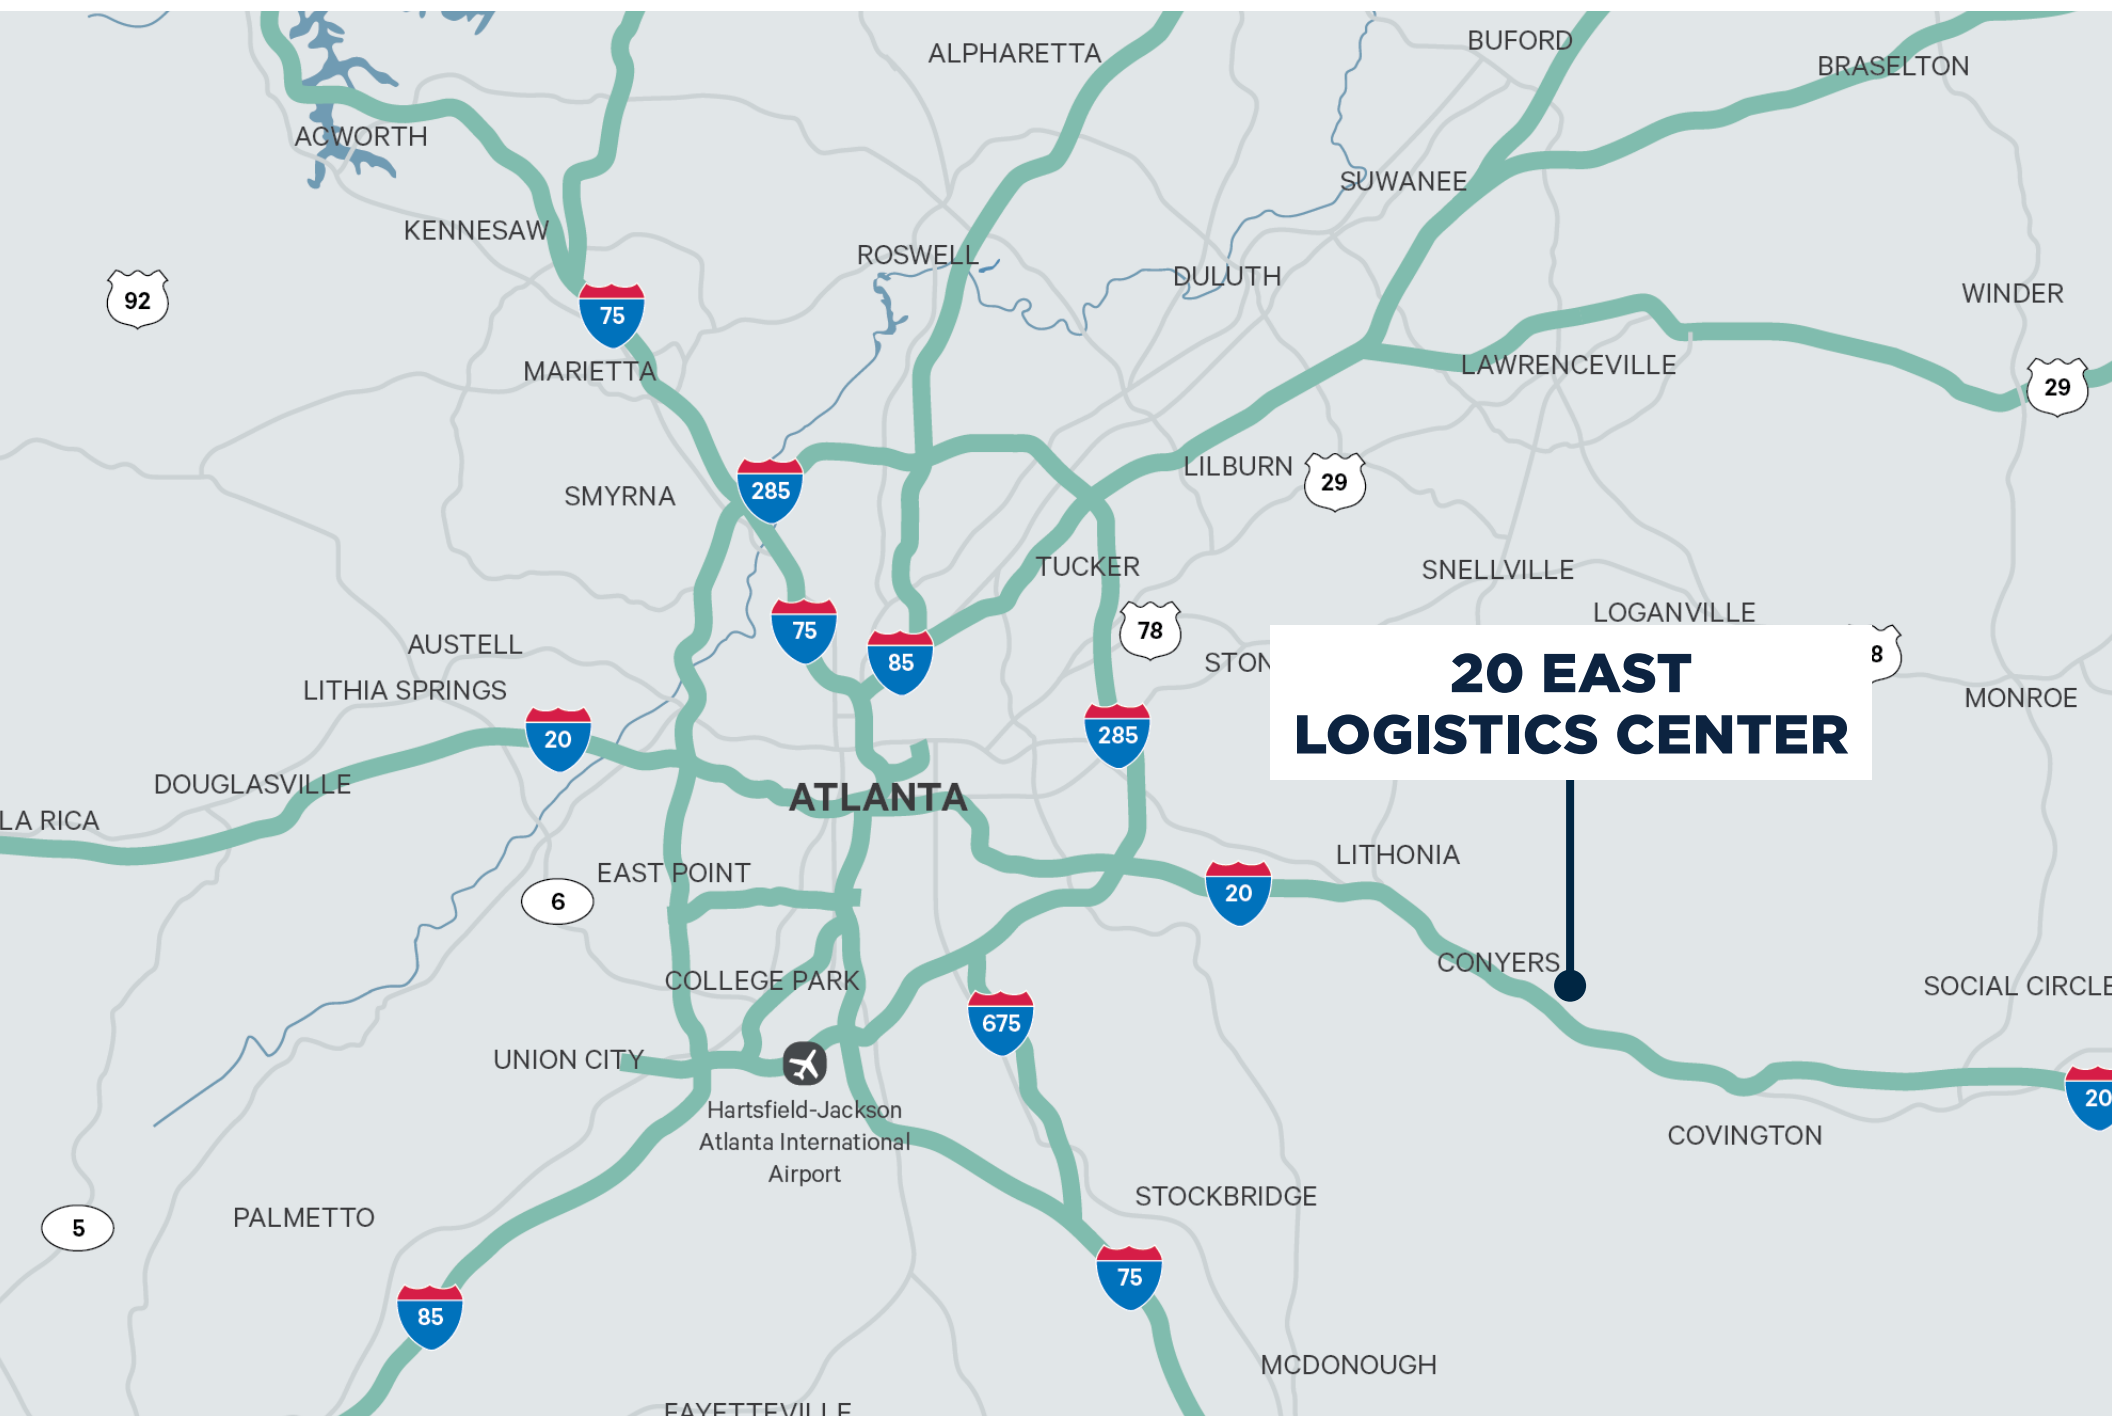 BUFORD
ALPHARETTA
BRASELTON
ACWORTH
SUWANEE
KENNESAW
ROSWELL
DULUTH
92
WINDER
75
MARIETTA
LAWRENCEVILLE
29
LILBURN
29
285
SMYRNA
TUCKER
SNELLVILLE
LOGANVILLE
75
78
85
AUSTELL
STON
8
20 EAST
LOGISTICS CENTER
LITHIA SPRINGS
MONROE
20
285
DOUGLASVILLE
ATLANTA
LA RICA
LITHONIA
EAST POINT
20
6
CONYERS
COLLEGE PARK
SOCIAL CIRCLE
675
UNION CITY
20
Hartsfield-Jackson
Atlanta International
Airport
COVINGTON
STOCKBRIDGE
PALMETTO
5
75
85
MCDONOUGH
FAYETTEVILLE